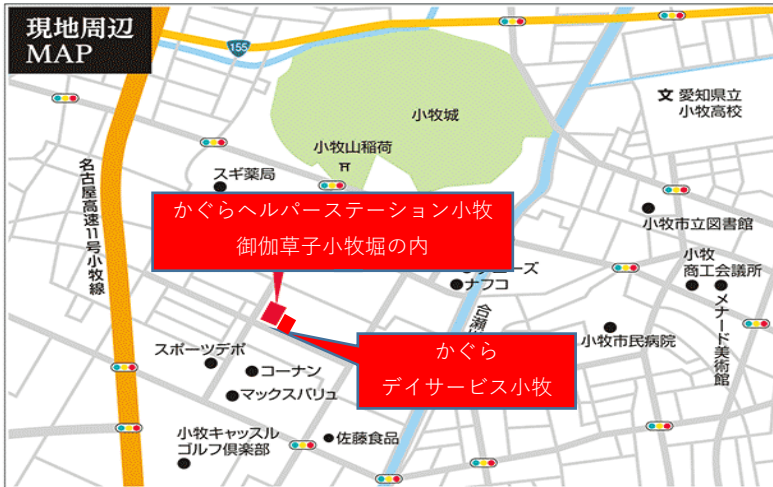 現地周辺
MAP
155
小牧城
文 愛知県立
小牧高校
小牧山稲荷
スギ薬局
名古屋高速11号小牧線
かぐらヘルパーステーション小牧
御伽草子小牧堀の内
小牧市立図書館
ナフコ
小牧
商工会議所
メナード美術館
合瀬
小牧市民病院
かぐら
デイサービス小牧
スポーツデポ
コーナン
マックスバリュ
小牧キャッスル
ゴルフ倶楽部
佐藤食品